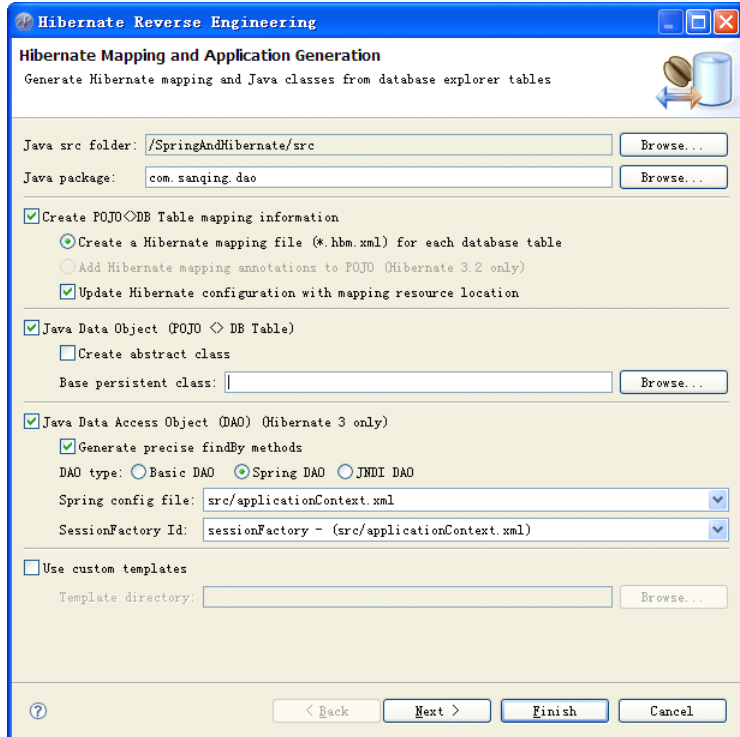 Hibernate Reverse Engineering
Hibernate Mapping and Application Generation
Generate Hibernate mapping and Java classes from database explorer tables
Java src folder: /SpringAndHibernate/src Browse...
Java package: com.sanqing.dao Browse...
Create POJO<>DB Table mapping information
Create a Hibernate mapping file (*.hbm.xml) for each database table
Add Hibernate mapping annotations to POJO (Hibernate 3.2 only)
Update Hibernate configuration with mapping resource location
Java Data Object (POJO <> DB Table)
Create abstract class
Base persistent class: Browse...
Java Data Access Object (DAO) (Hibernate 3 only)
Generate precise findBy methods
DAO type: Basic DAO Spring DAO JNDI DAO
Spring config file: src/applicationContext.xml
SessionFactory Id: sessionFactory - (src/applicationContext.xml)
Use custom templates
Template directory: Browse...
? < Back Next > Finish Cancel